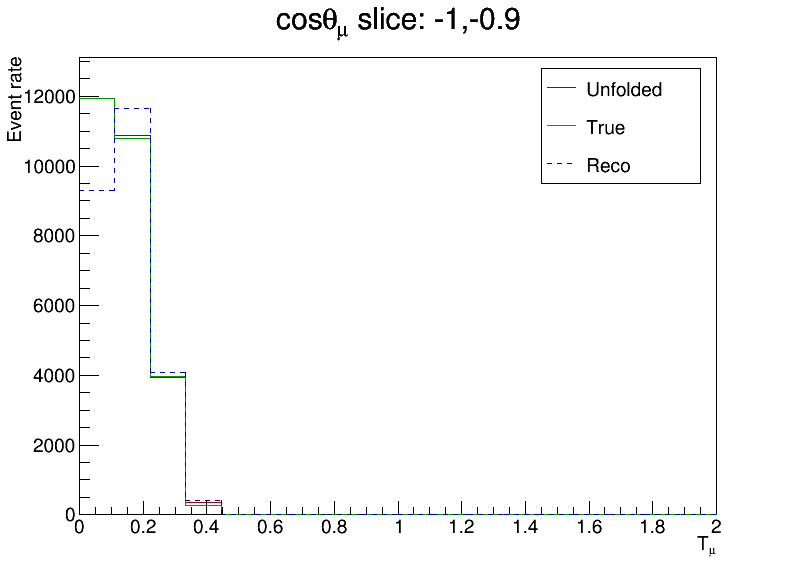 cosθμ slice: -1,-0.9
Event rate
12000
10000
8000
6000
4000
2000
0
Unfolded
True
Reco
0 0.2 0.4 0.6 0.8 1 1.2 1.4 1.6 1.8 2
Tμ